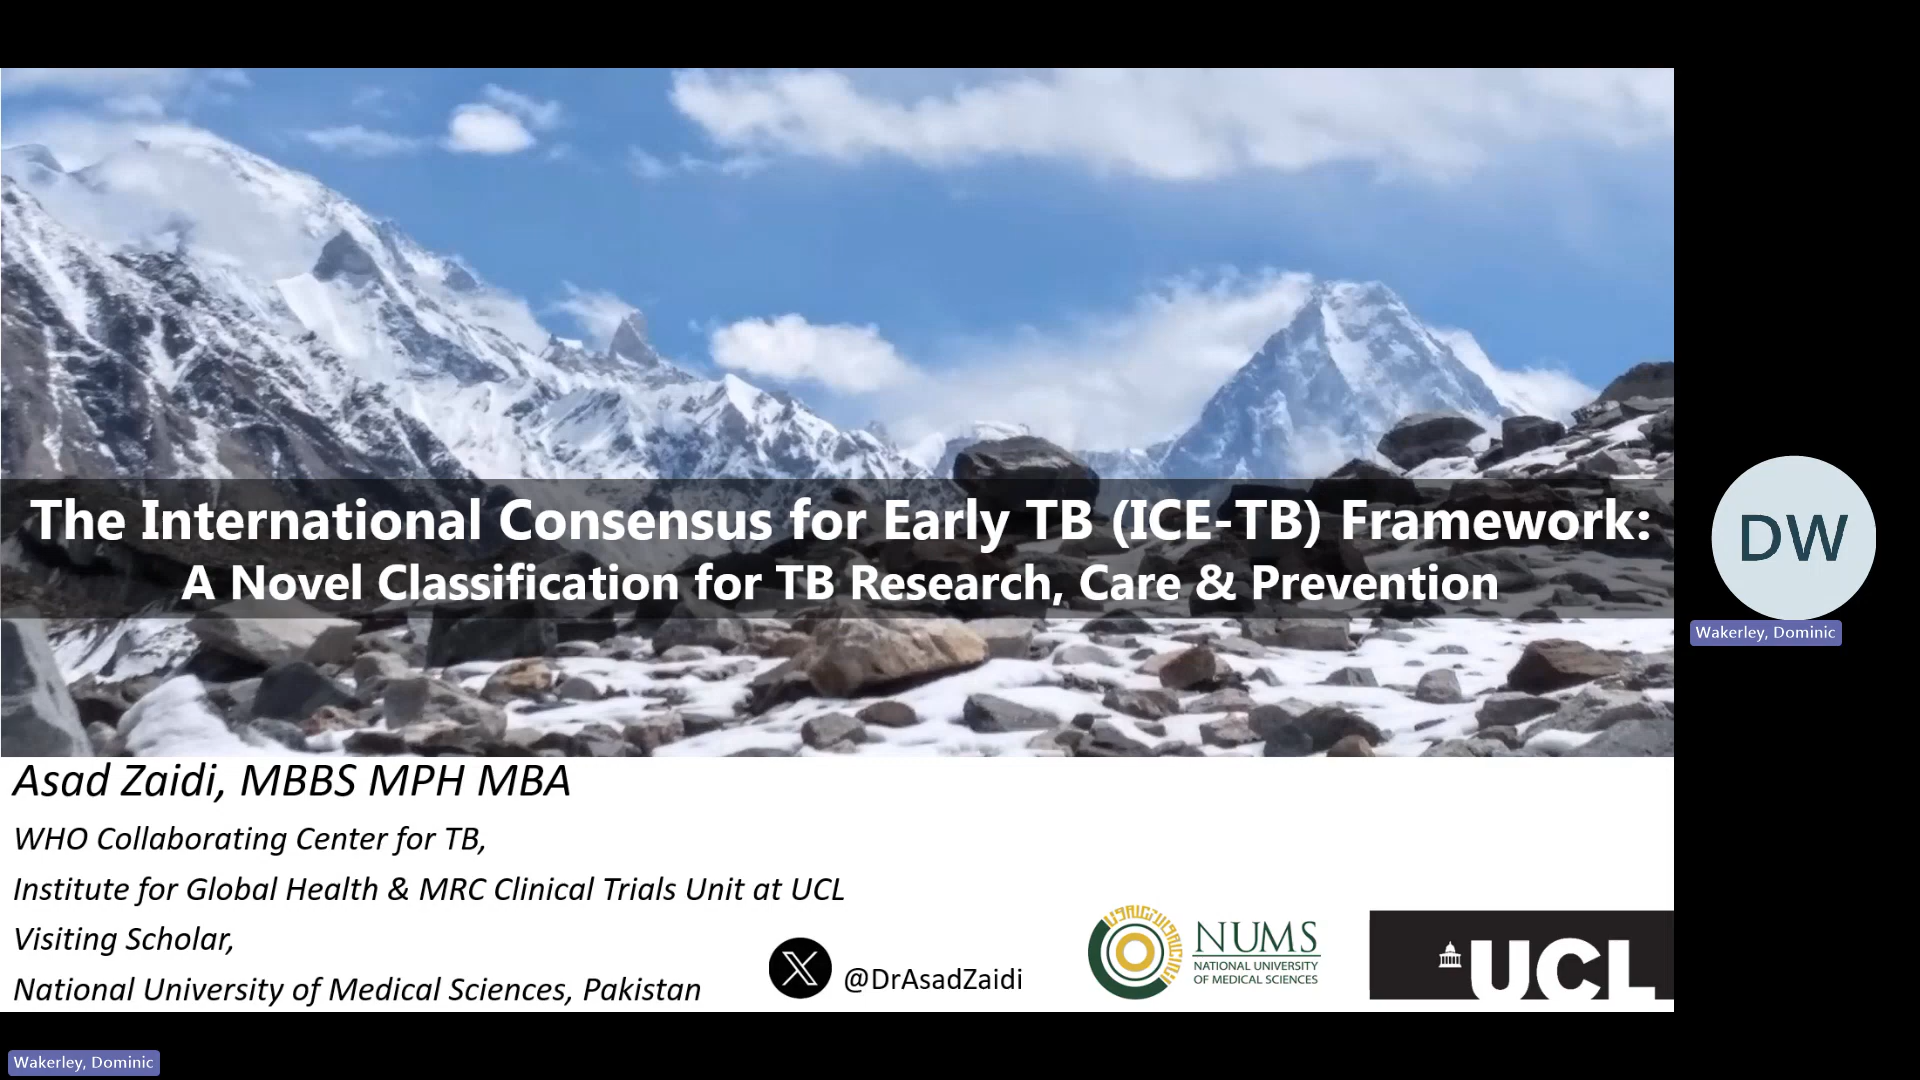 The International Consensus for Early TB (ICE-TB) Framework:
A Novel Classification for TB Research, Care & Prevention
Asad Zaidi, MBBS MPH MBA
WHO Collaborating Center for TB,
Institute for Global Health & MRC Clinical Trials Unit at UCL
Visiting Scholar,
National University of Medical Sciences, Pakistan
@DrAsadZaidi
NUMS
NATIONAL UNIVERSITY
OF MEDICAL SCIENCES
UCL
DW
Wakerley, Dominic
Wakerley, Dominic